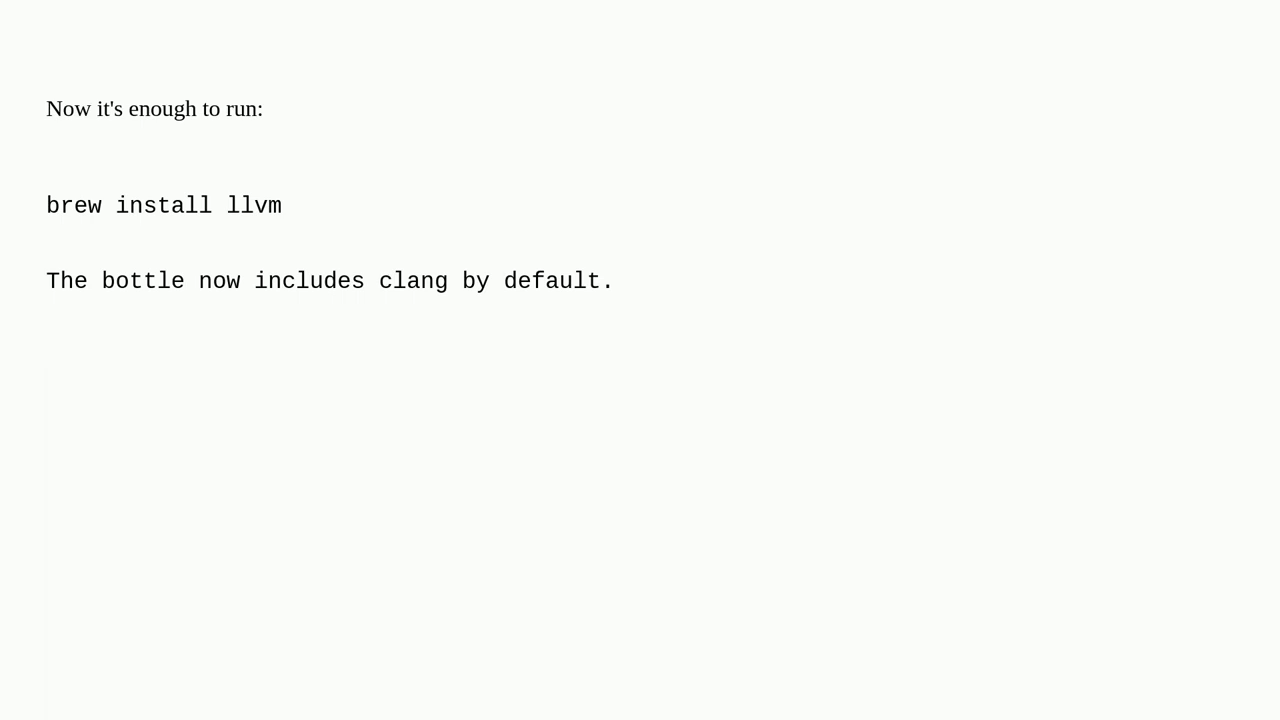 Now it's enough to run:
brew install llvm
The bottle now includes clang by default.